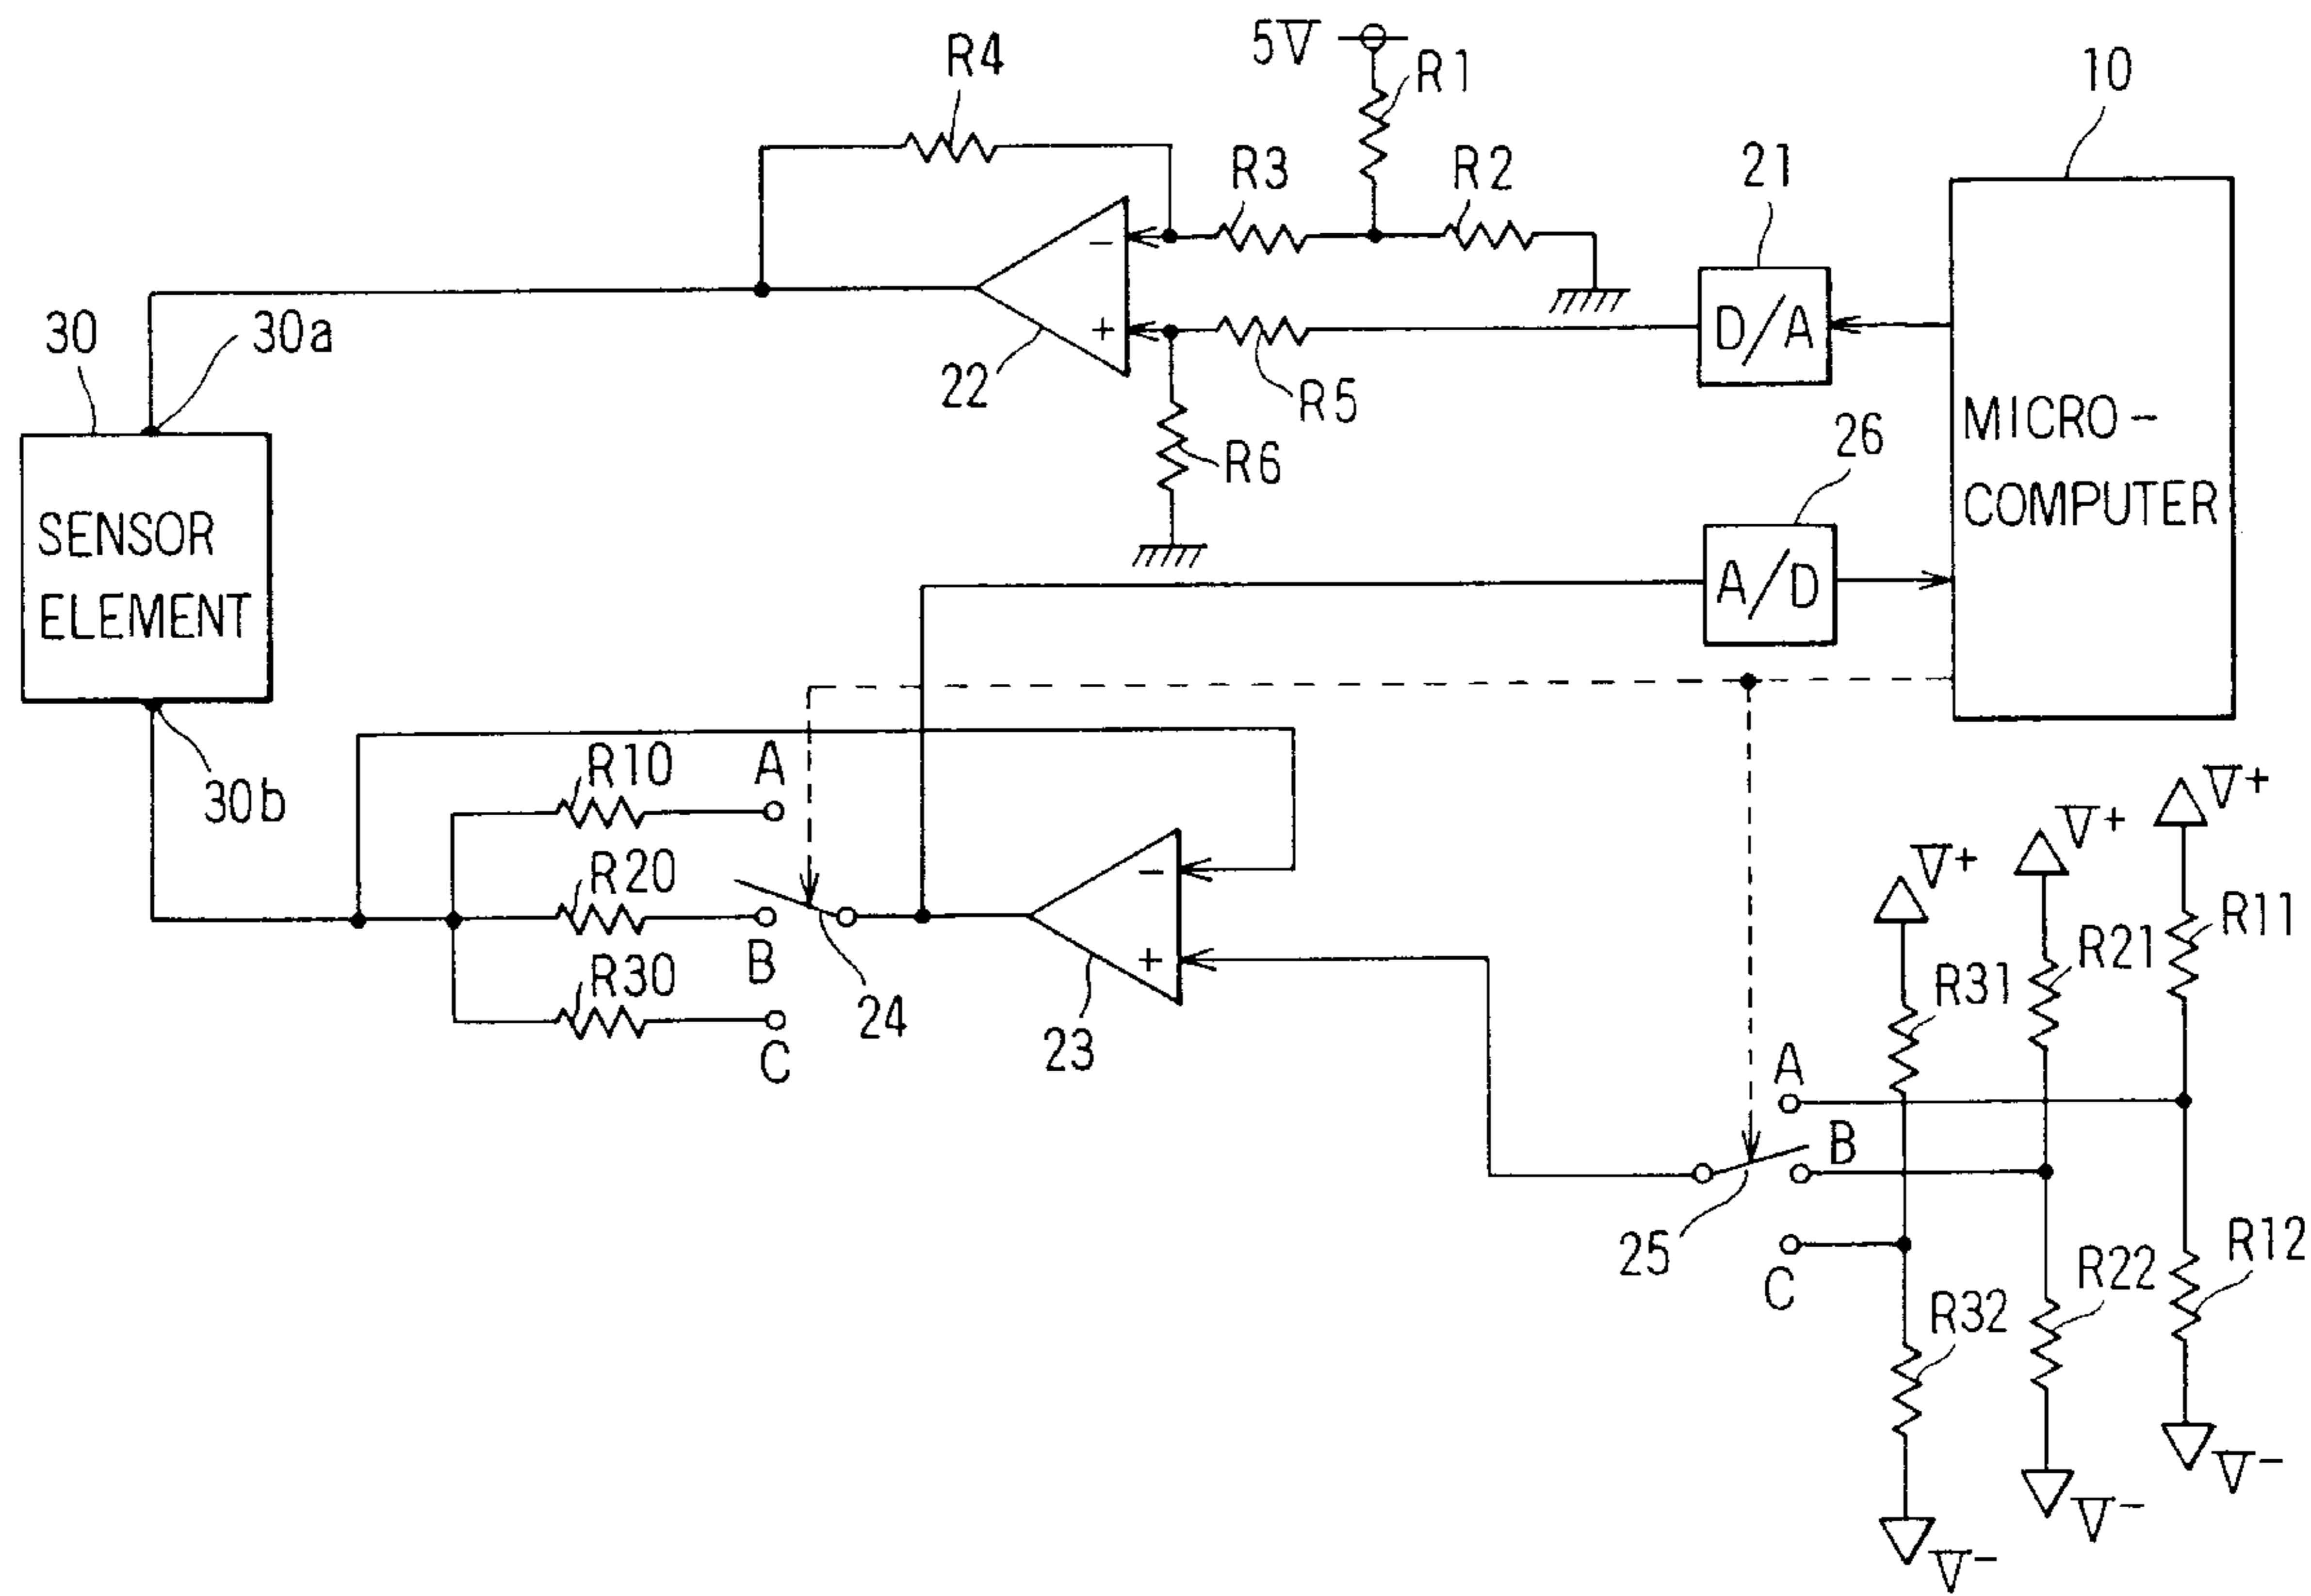 R4
5V
R1
10
R3
R2
21
30
30a
−
+
22
D/A
R5
MICRO-
COMPUTER
26
R6
SENSOR
ELEMENT
A/D
30b
R10
A
R20
B
R30
C
24
−
+
23
V+
V+
V+
R11
R21
R31
A
B
C
25
R12
R22
R32
V−
V−
V−